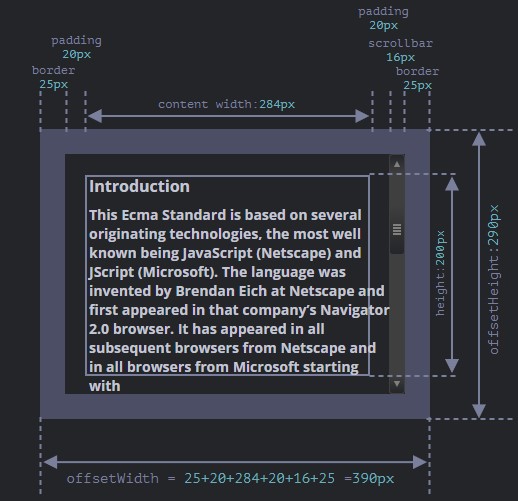 padding
20px
padding
20px
scrollbar
16px
border
25px
border
25px
content width:284px
Introduction
This Ecma Standard is based on several
originating technologies, the most well
known being JavaScript (Netscape) and
JScript (Microsoft). The language was
invented by Brendan Eich at Netscape and
first appeared in that company's Navigator
2.0 browser. It has appeared in all
subsequent browsers from Netscape and
in all browsers from Microsoft starting
with
height:200px
offsetHeight:290px
offsetWidth = 25+20+284+20+16+25 =390px